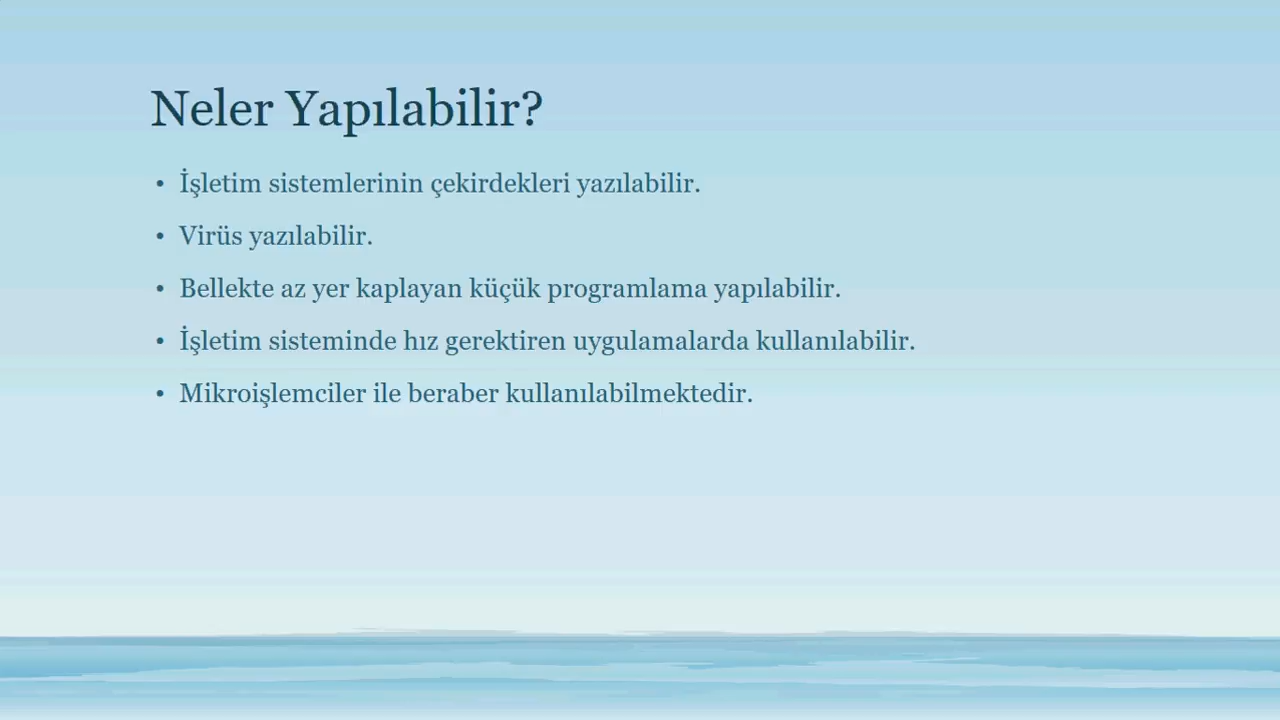 Neler Yapılabilir?
• İşletim sistemlerinin çekirdekleri yazılabilir.
• Virüs yazılabilir.
• Bellekte az yer kaplayan küçük programlama yapılabilir.
• İşletim sisteminde hız gerektiren uygulamalarda kullanılabilir.
• Mikroişlemciler ile beraber kullanılabilmektedir.